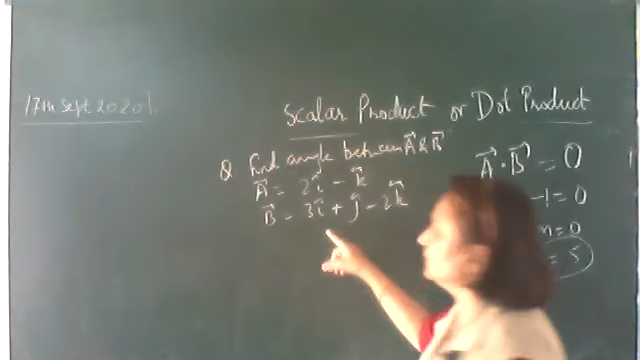 17th Sept 2020
Scalar Product or Dot Product
Q Find angle between A⃗ & B⃗
A⃗ = 2î - k̂
B⃗ = 3î + ĵ - 2k̂
A⃗ · B⃗ = 0
-1 = 0
= 0
= 5